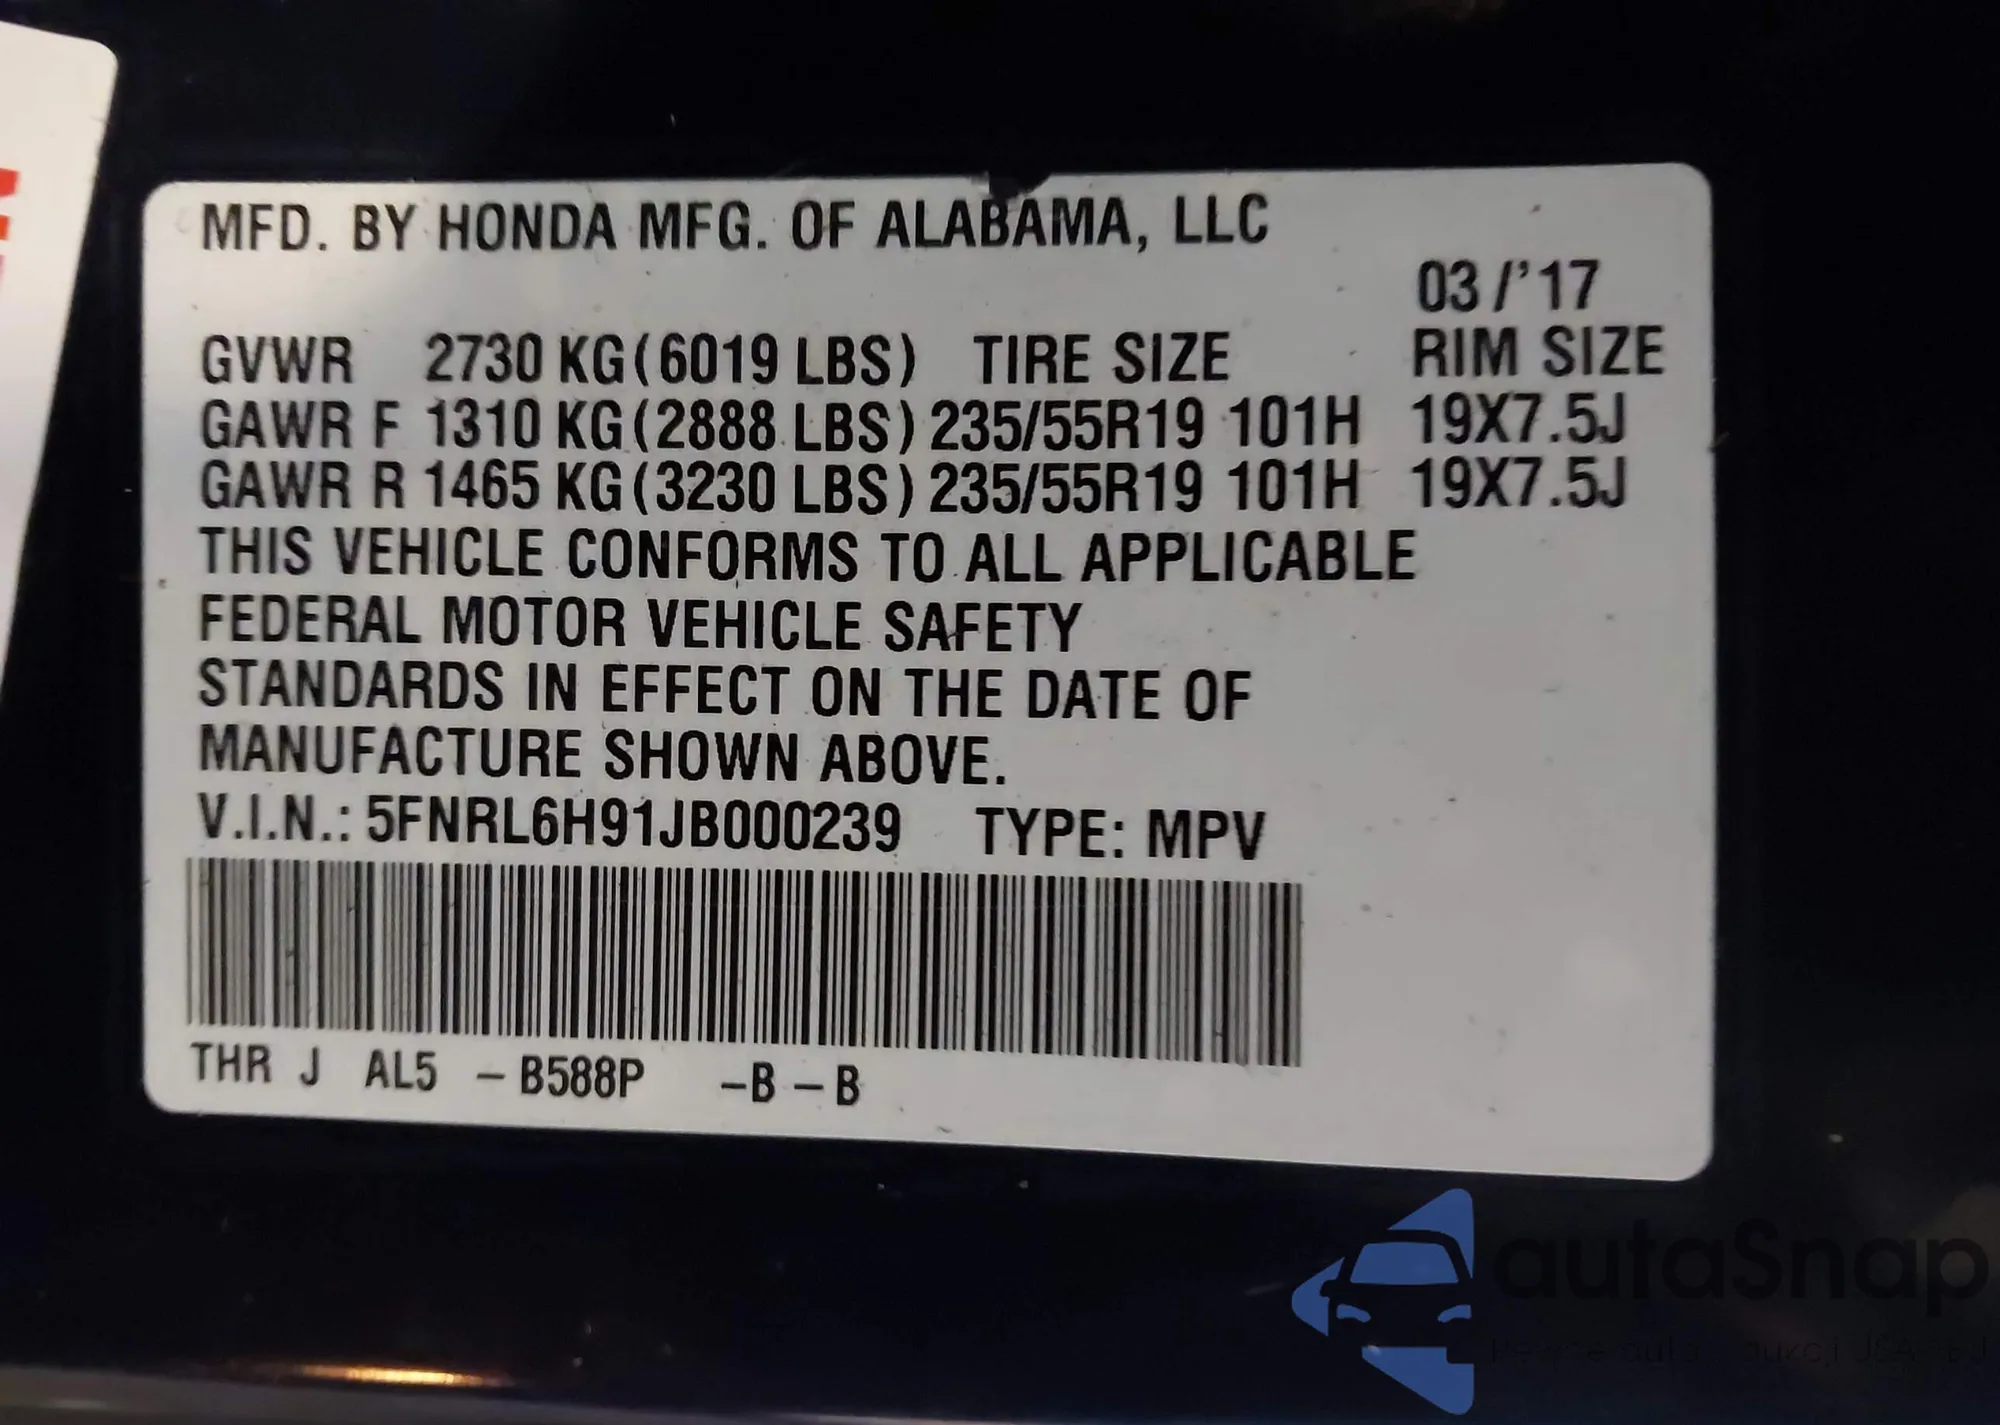 MFD. BY HONDA MFG. OF ALABAMA, LLC
03/'17
GVWR 2730 KG(6019 LBS) TIRE SIZE RIM SIZE
GAWR F 1310 KG(2888 LBS) 235/55R19 101H 19X7.5J
GAWR R 1465 KG(3230 LBS) 235/55R19 101H 19X7.5J
THIS VEHICLE CONFORMS TO ALL APPLICABLE
FEDERAL MOTOR VEHICLE SAFETY
STANDARDS IN EFFECT ON THE DATE OF
MANUFACTURE SHOWN ABOVE.
V.I.N.: 5FNRL6H91JB000239 TYPE: MPV
THR J AL5 – B588P –B – B
autaSnap